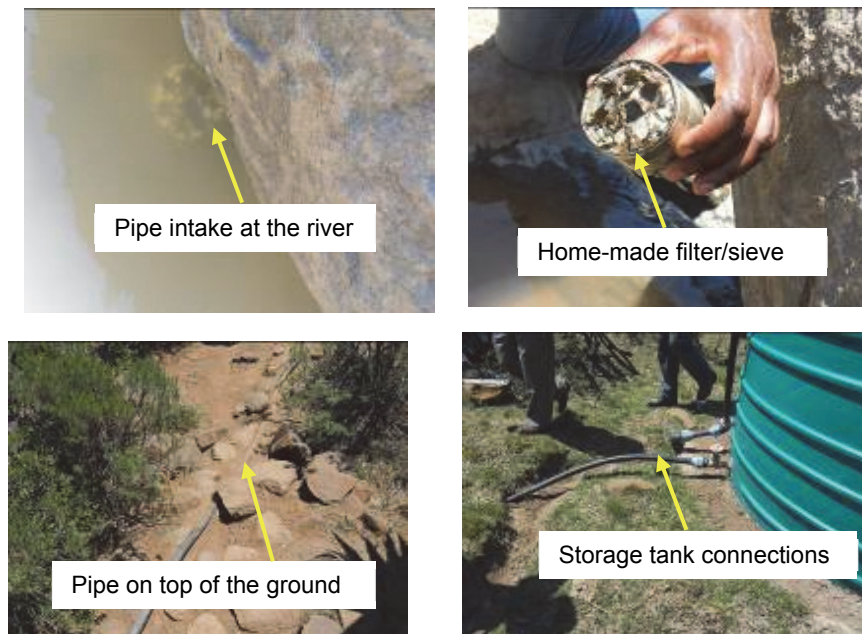 Pipe intake at the river
Home-made filter/sieve
Pipe on top of the ground
Storage tank connections